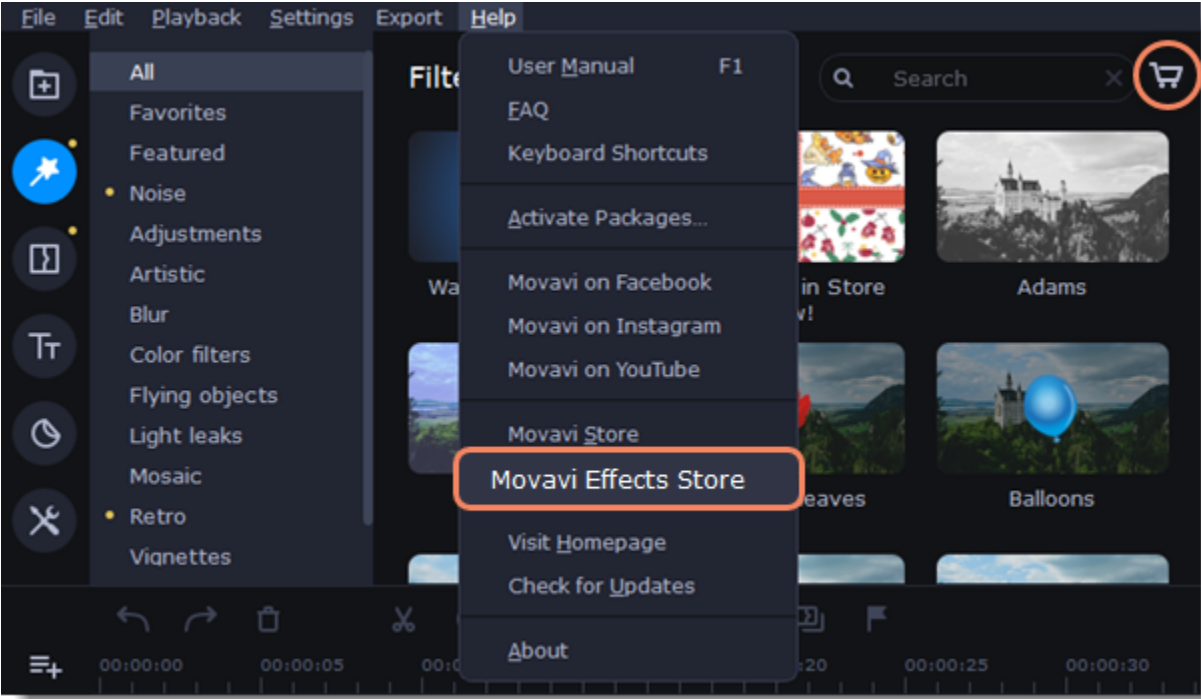 File Edit Playback Settings Export Help
All
Favorites
Featured
Noise
Adjustments
Artistic
Blur
Color filters
Flying objects
Light leaks
Mosaic
Retro
Vignettes
Filte
Search
User Manual F1
FAQ
Keyboard Shortcuts
Activate Packages...
Movavi on Facebook
Movavi on Instagram
Movavi on YouTube
Movavi Store
Movavi Effects Store
Visit Homepage
Check for Updates
About
Wa
in Store
w!
Adams
eaves
Balloons
00:00:00 00:00:05 00:0 :20 00:00:25 00:00:30